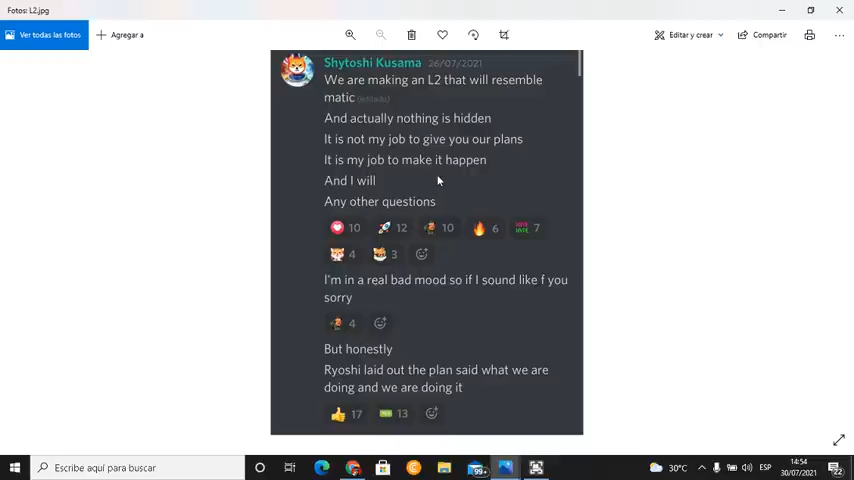 Fotos: L2.jpg
Ver todas las fotos
Agregar a
Editar y crear
Compartir
Shytoshi Kusama 26/07/2021
We are making an L2 that will resemble
matic (editado)
And actually nothing is hidden
It is not my job to give you our plans
It is my job to make it happen
And I will
Any other questions
10 12 10 6 7
4 3
I'm in a real bad mood so if I sound like f you
sorry
4
But honestly
Ryoshi laid out the plan said what we are
doing and we are doing it
17 13
Escribe aquí para buscar
99+
30°C
ESP
14:54
30/07/2021
22